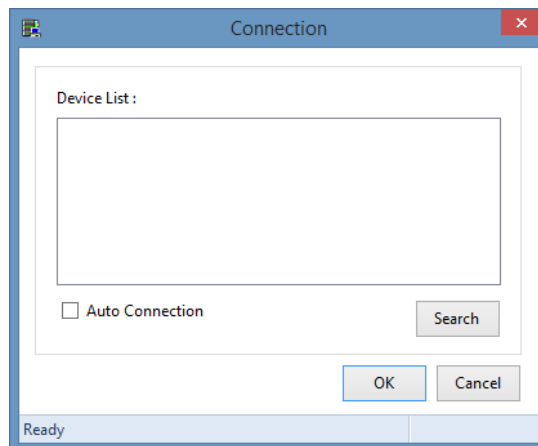 Connection
Device List :
Auto Connection
Search
OK
Cancel
Ready